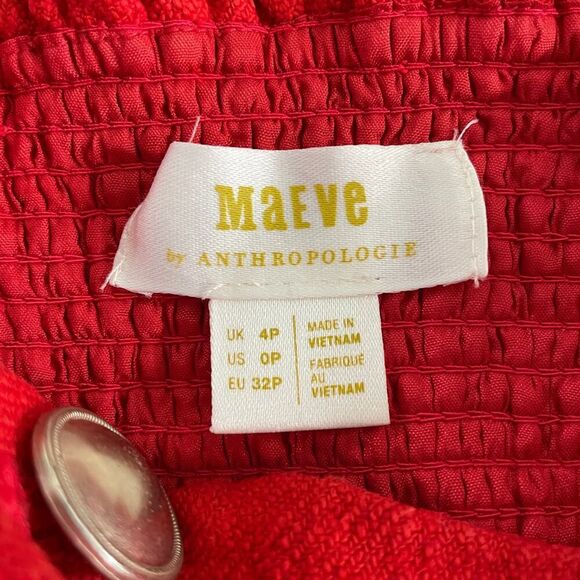 MaEVe
by ANTHROPOLOGIE
UK 4P
US 0P
EU 32P
MADE IN
VIETNAM
FABRIQUÉ
AU
VIETNAM